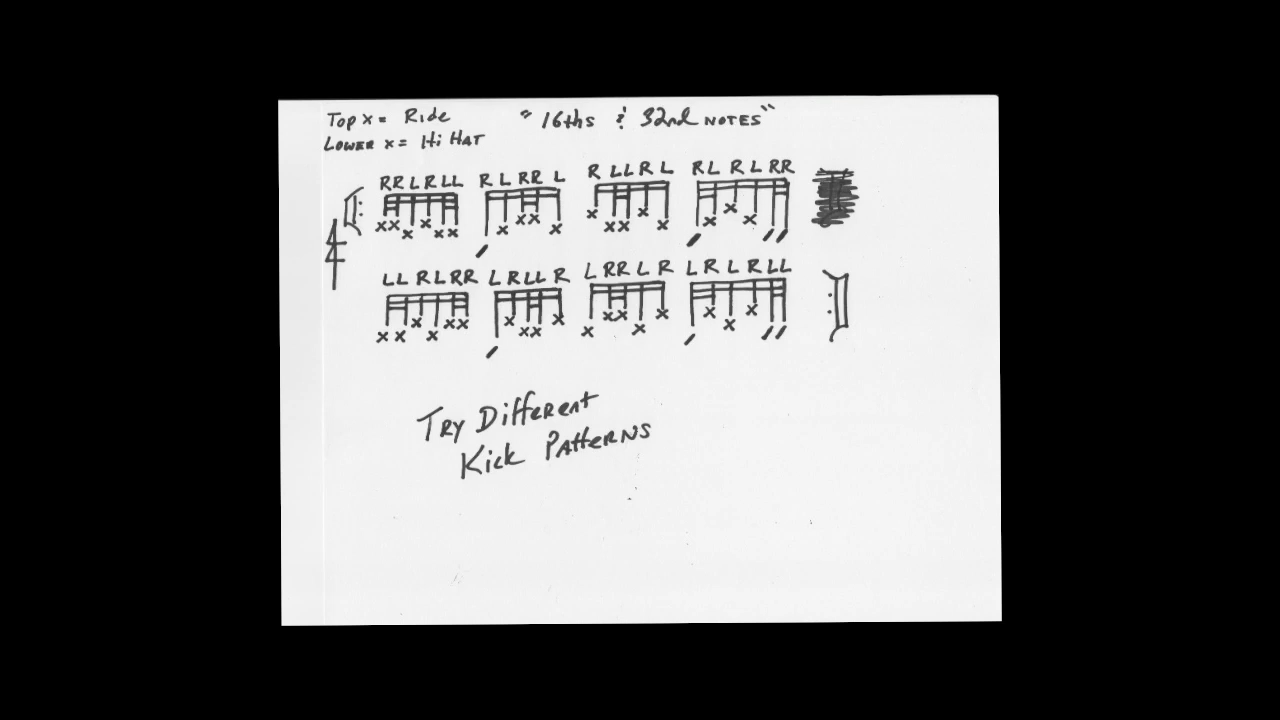 Top x = Ride "16ths & 32nd NOTES"
Lower x = Hi HAT
RRLRLL RLRRL RLLRL RLRLRR
44
LLRLRR LRLLR LRRLR LRLRLL
Try Different
Kick Patterns